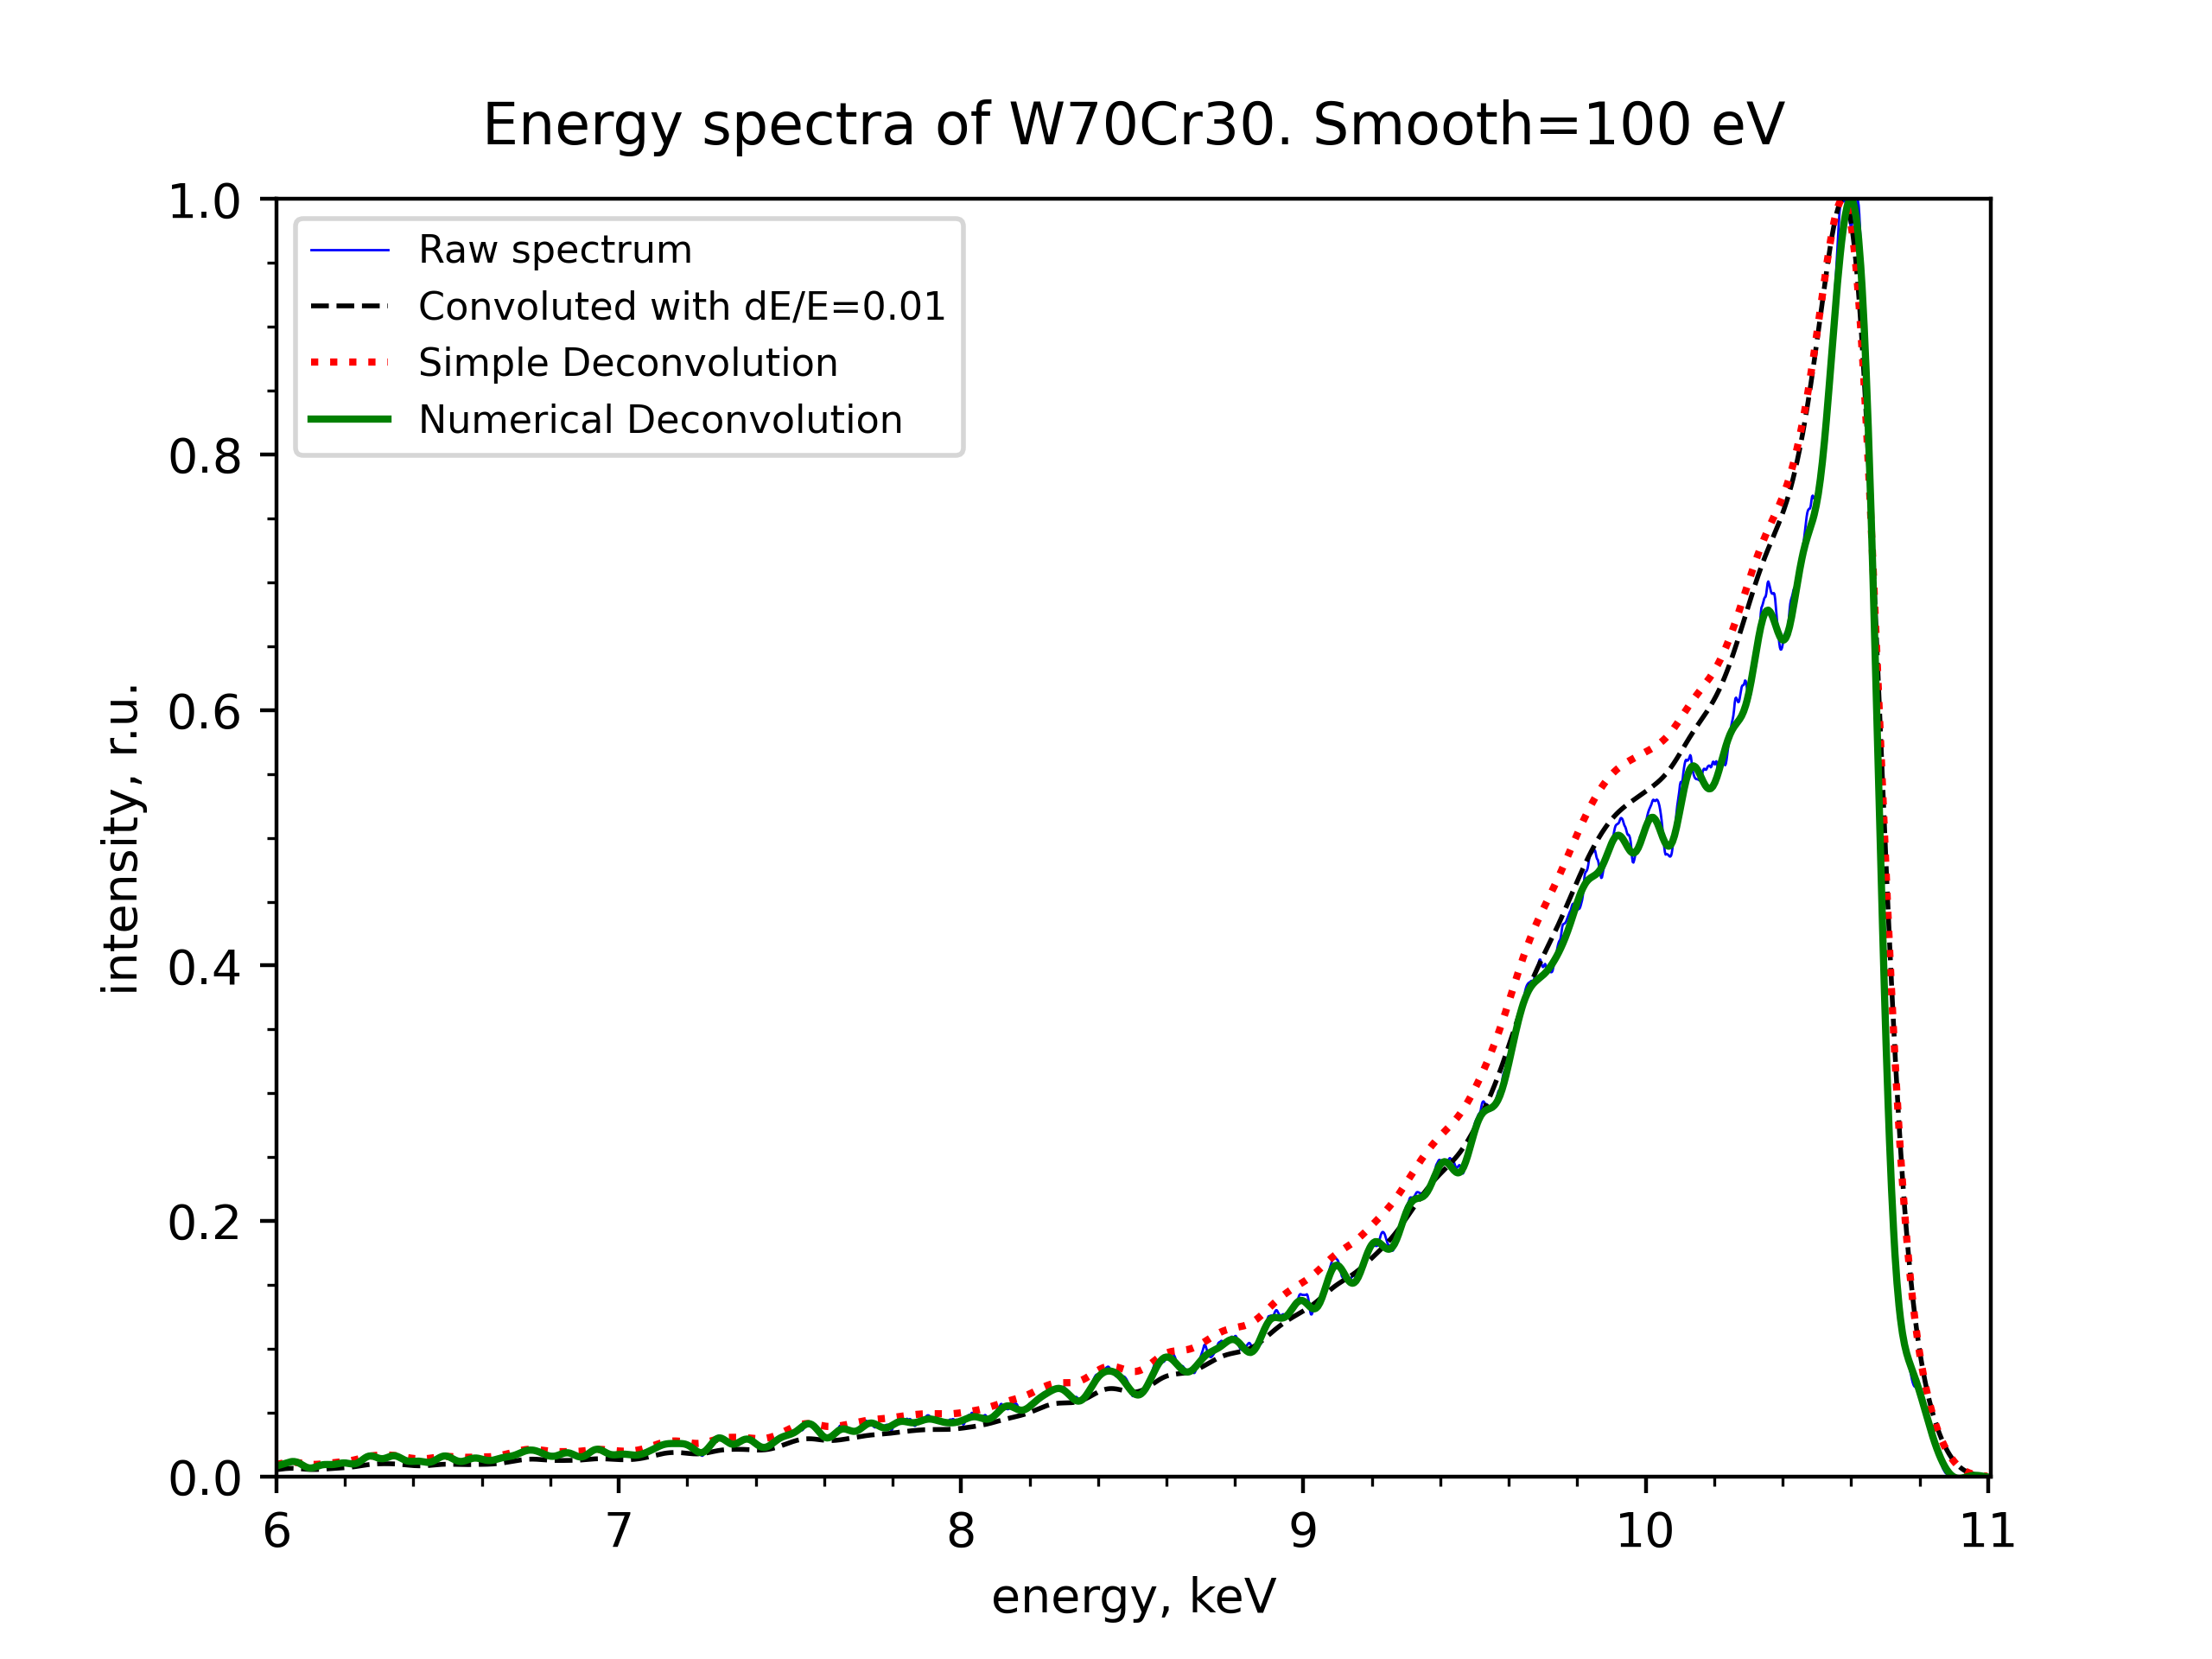 Energy spectra of W70Cr30. Smooth=100 eV
1.0
0.8
0.6
0.4
0.2
0.0
intensity, r.u.
Raw spectrum
Convoluted with dE/E=0.01
Simple Deconvolution
Numerical Deconvolution
6 7 8 9 10 11
energy, keV